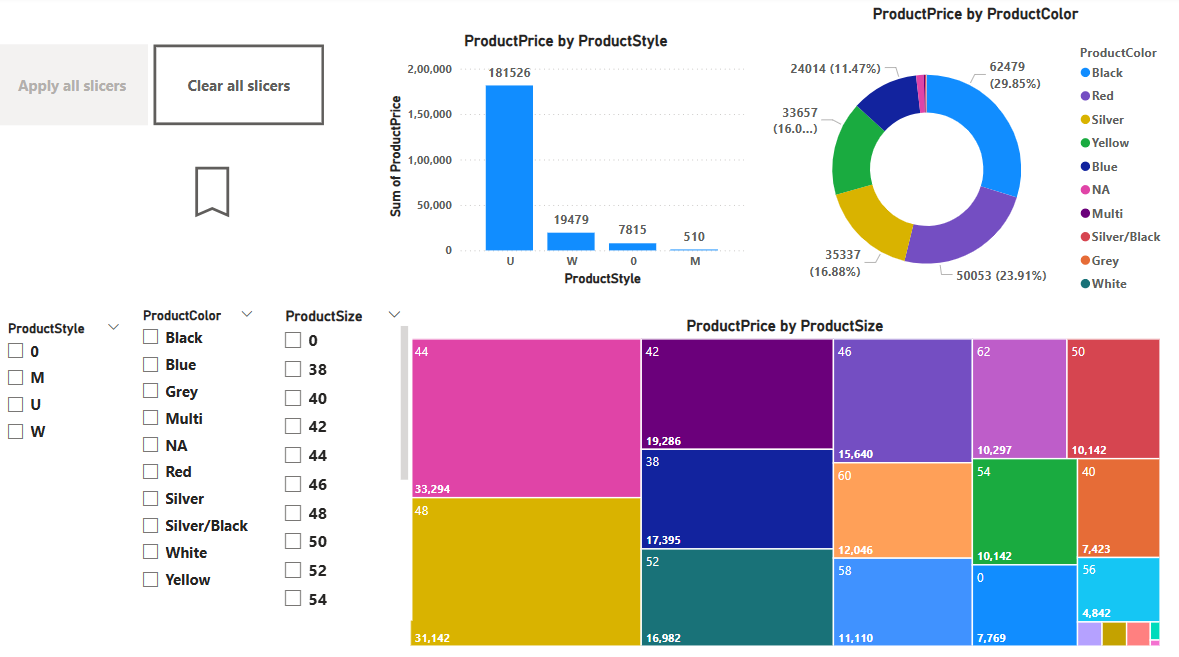 Apply all slicers
Clear all slicers
ProductPrice by ProductStyle
Sum of ProductPrice
2,00,000
1,50,000
1,00,000
50,000
0
181526
19479
7815
510
U
W
0
M
ProductStyle
ProductPrice by ProductColor
62479
(29.85%)
50053 (23.91%)
35337
(16.88%)
33657
(16.0...)
24014 (11.47%)
ProductColor
Black
Red
Silver
Yellow
Blue
NA
Multi
Silver/Black
Grey
White
ProductStyle
0
M
U
W
ProductColor
Black
Blue
Grey
Multi
NA
Red
Silver
Silver/Black
White
Yellow
ProductSize
0
38
40
42
44
46
48
50
52
54
ProductPrice by ProductSize
44
33,294
48
31,142
42
19,286
38
17,395
52
16,982
46
15,640
60
12,046
58
11,110
62
10,297
50
10,142
54
10,142
40
7,423
0
7,769
56
4,842